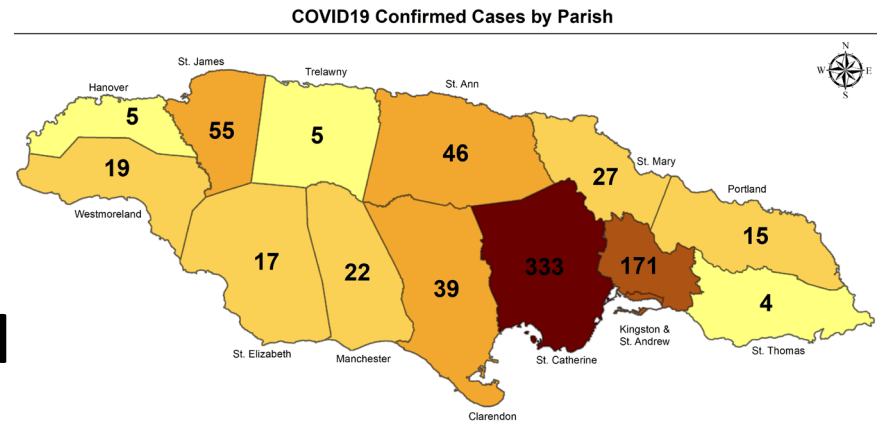 COVID19 Confirmed Cases by Parish
N
W E
S
St. James
Trelawny
Hanover
St. Ann
5
55
5
46
19
27
St. Mary
Portland
Westmoreland
15
17
22
39
333
171
4
Kingston &
St. Andrew
St. Elizabeth
Manchester
St. Catherine
St. Thomas
Clarendon